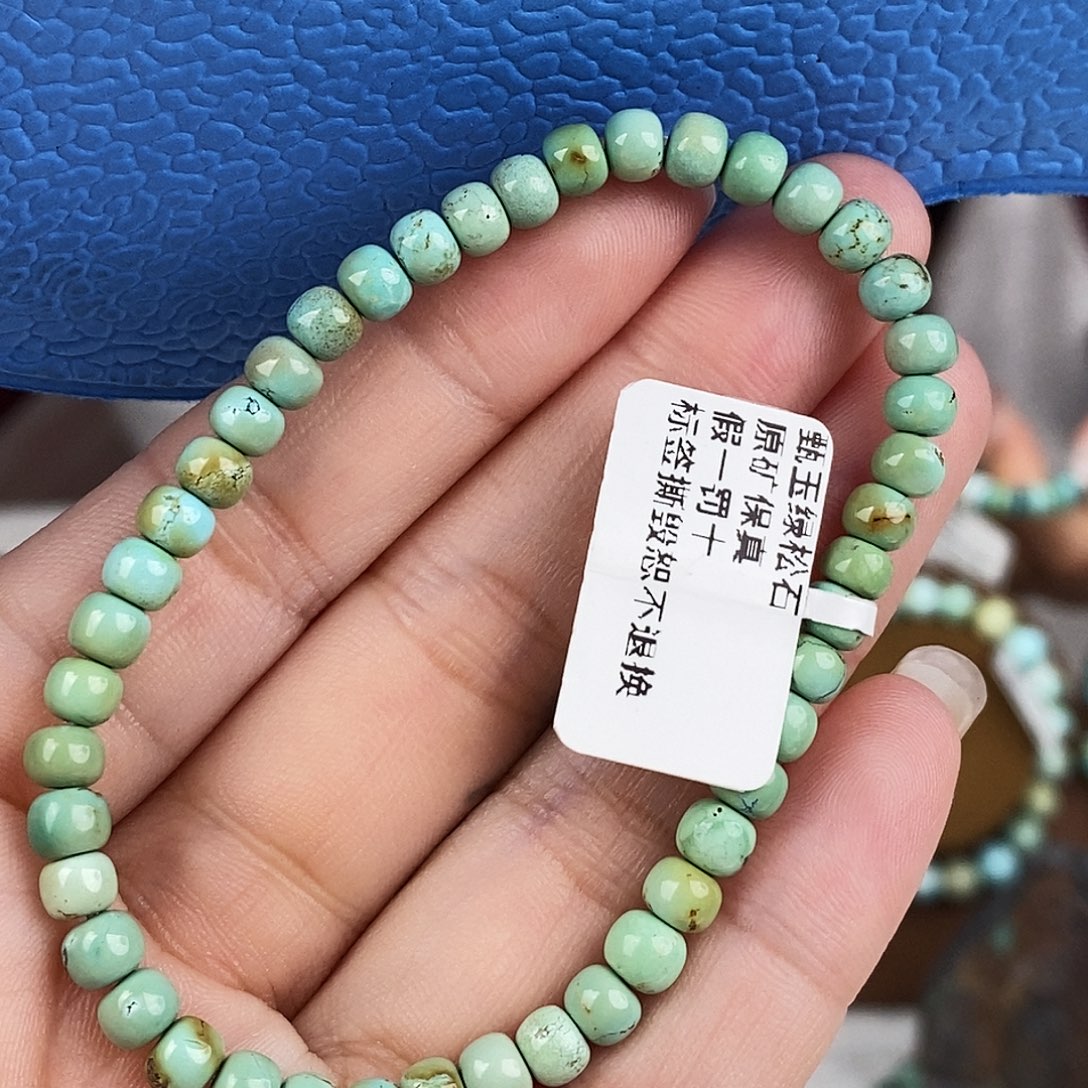 甄玉绿松石
原矿保真
假一罚十
标签撕毁恕不退换